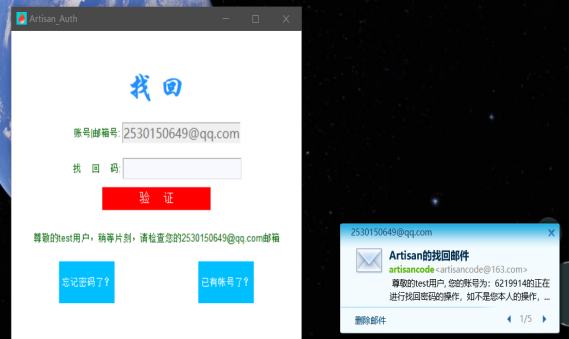 Artisan_Auth
找回
账号|邮箱号: 2530150649@qq.com
找 回 码:
验 证
尊敬的test用户，稍等片刻，请检查您的2530150649@qq.com邮箱
忘记密码了？
已有帐号了？
2530150649@qq.com
Artisan的找回邮件
artisancode<artisancode@163.com>
尊敬的test用户, 您的账号为：6219914的正在
进行找回密码的操作，如不是您本人的操作，...
删除邮件
1/5